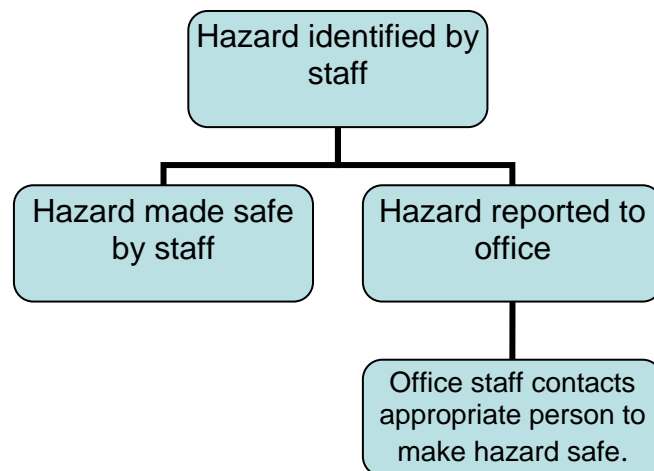 Hazard identified by
staff
Hazard made safe
by staff
Hazard reported to
office
Office staff contacts
appropriate person to
make hazard safe.